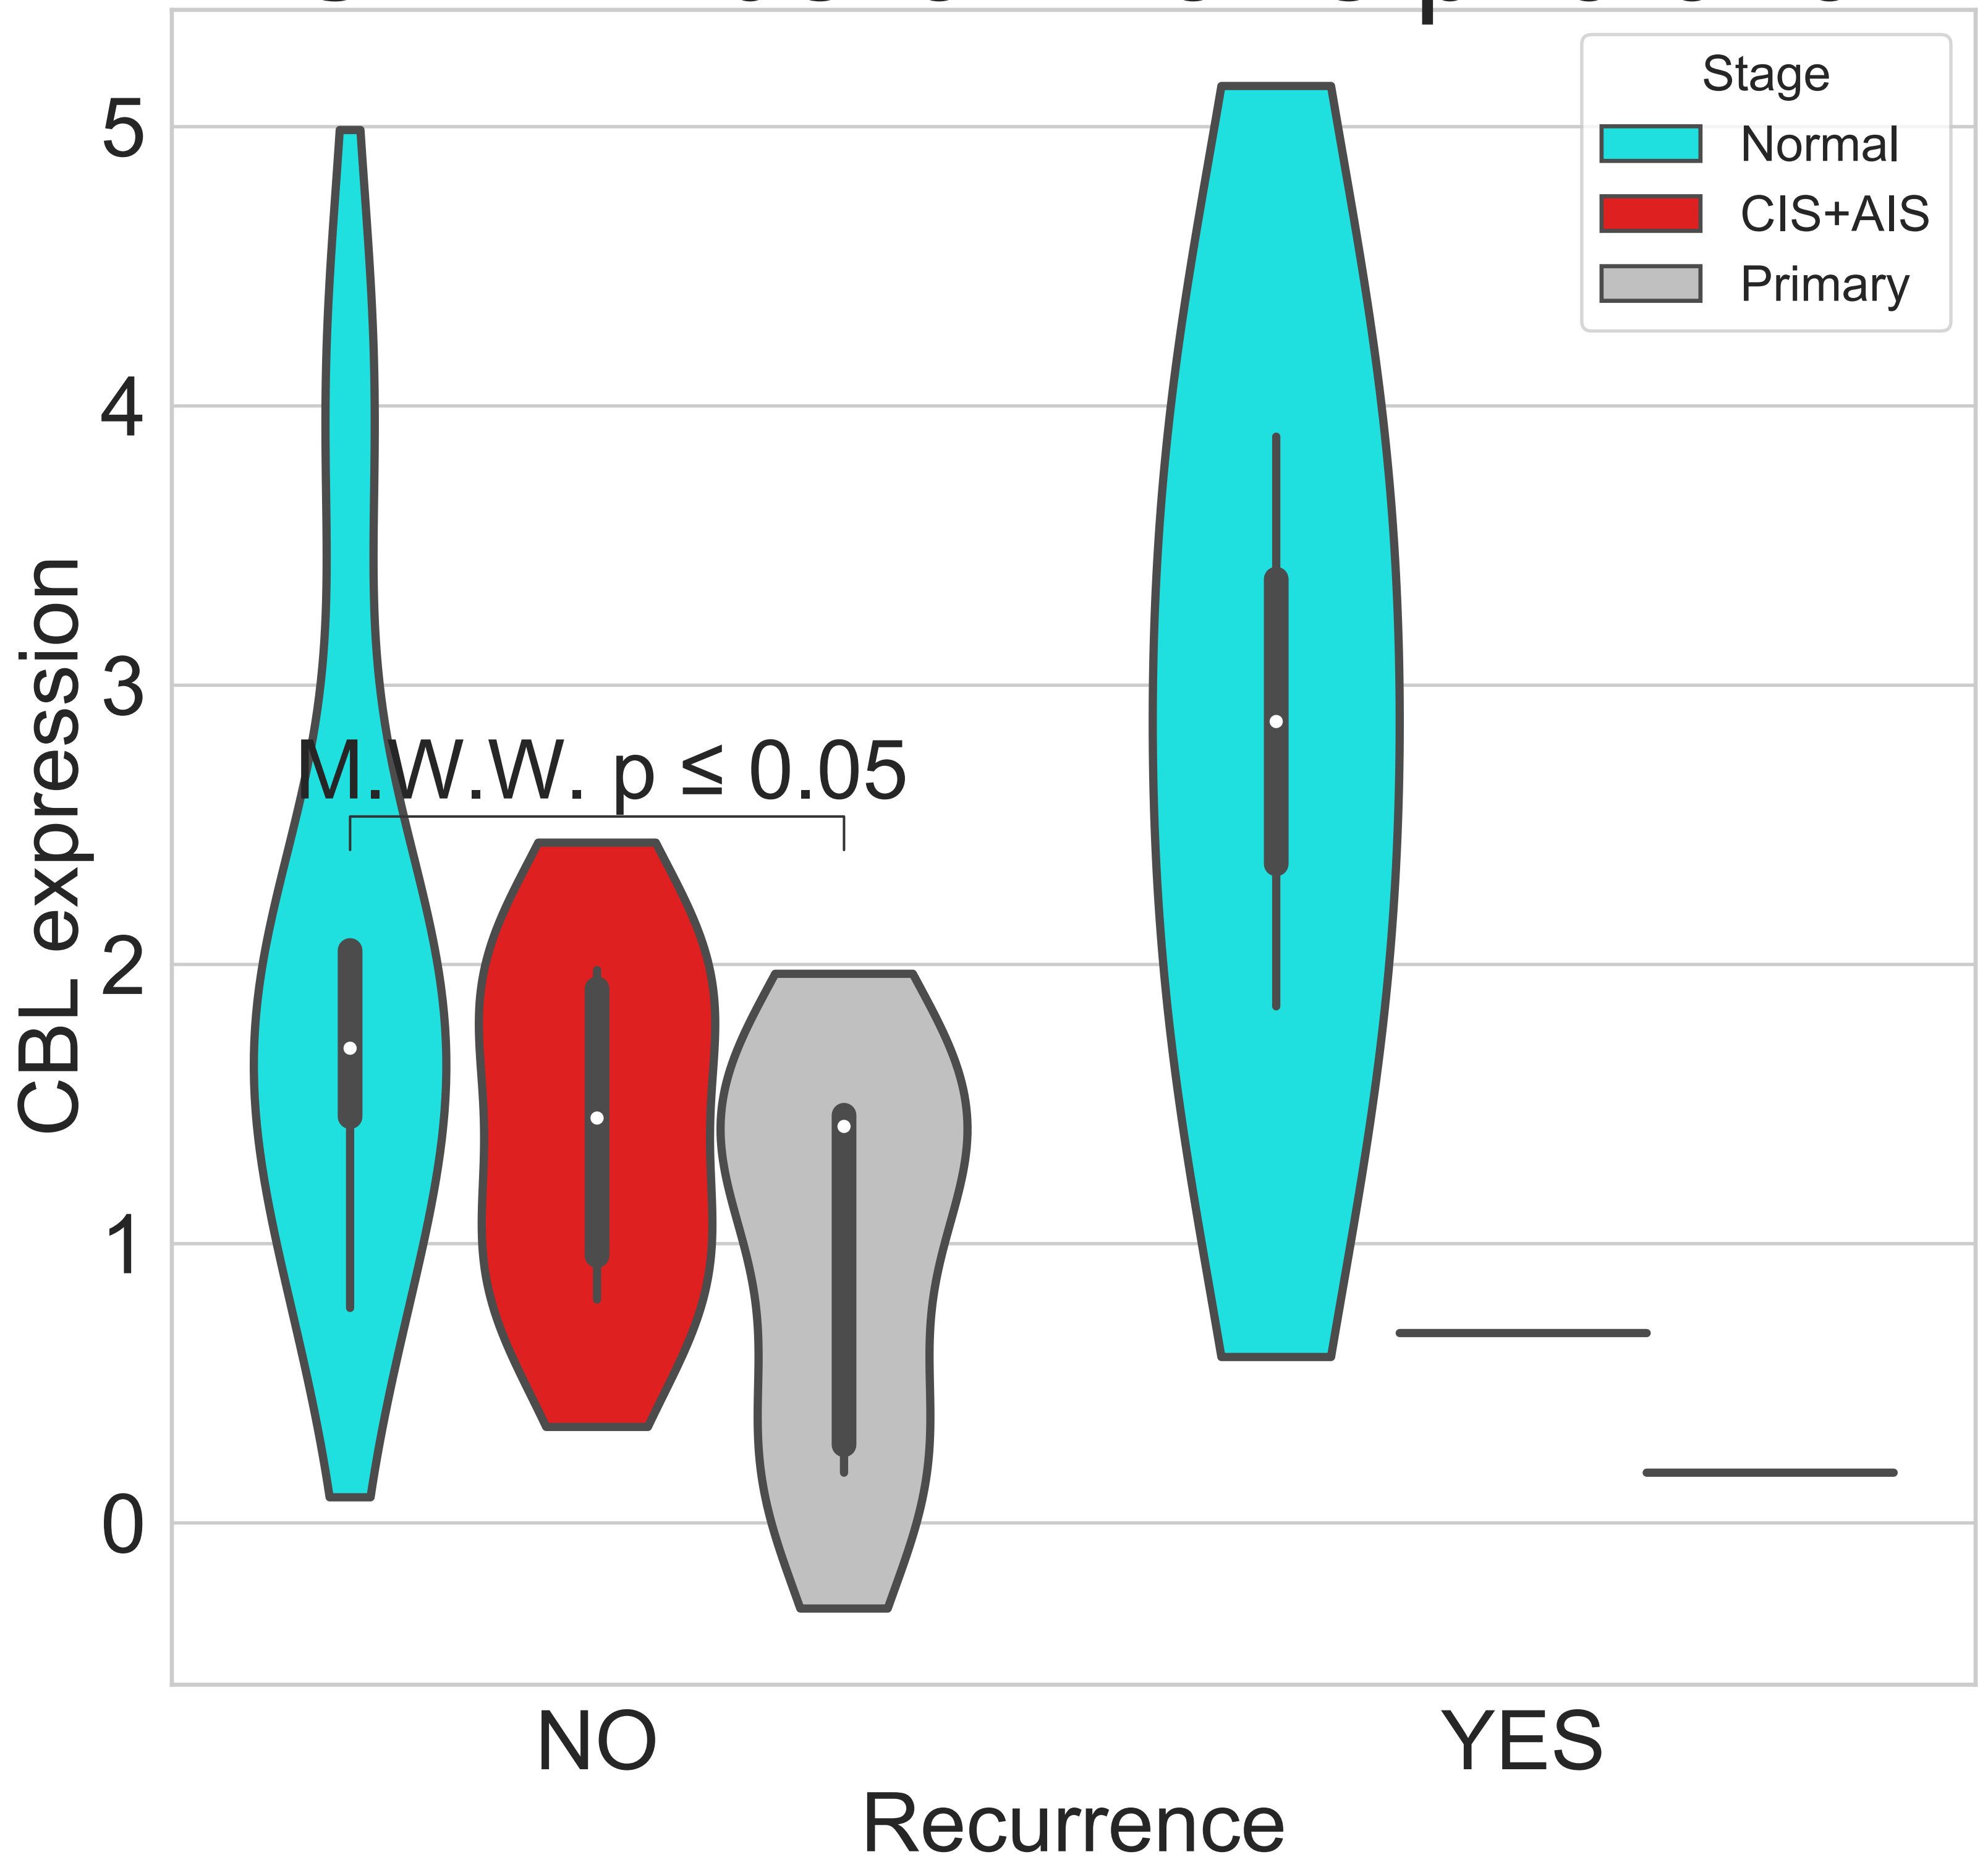 Stage
Normal
CIS+AIS
Primary
5
4
3
2
1
0
CBL expression
M.W.W. p ≤ 0.05
NO
YES
Recurrence